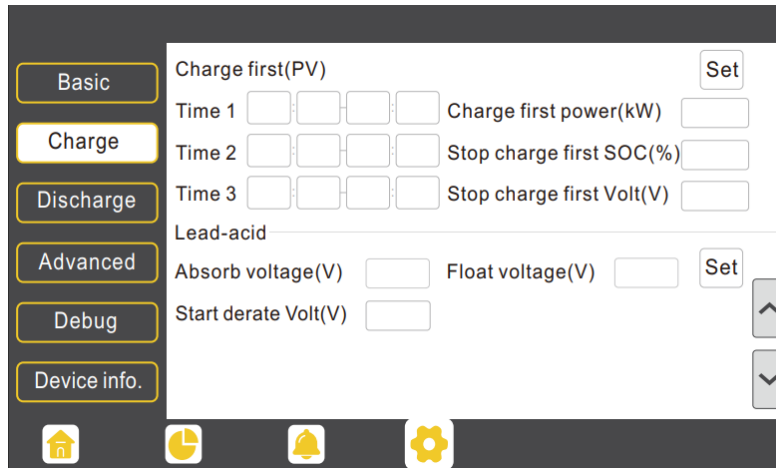 Basic
Charge
Discharge
Advanced
Debug
Device info.
Charge first(PV) Set
Time 1 : - : Charge first power(kW)
Time 2 : - : Stop charge first SOC(%)
Time 3 : - : Stop charge first Volt(V)
Lead-acid
Absorb voltage(V) Float voltage(V) Set
Start derate Volt(V)